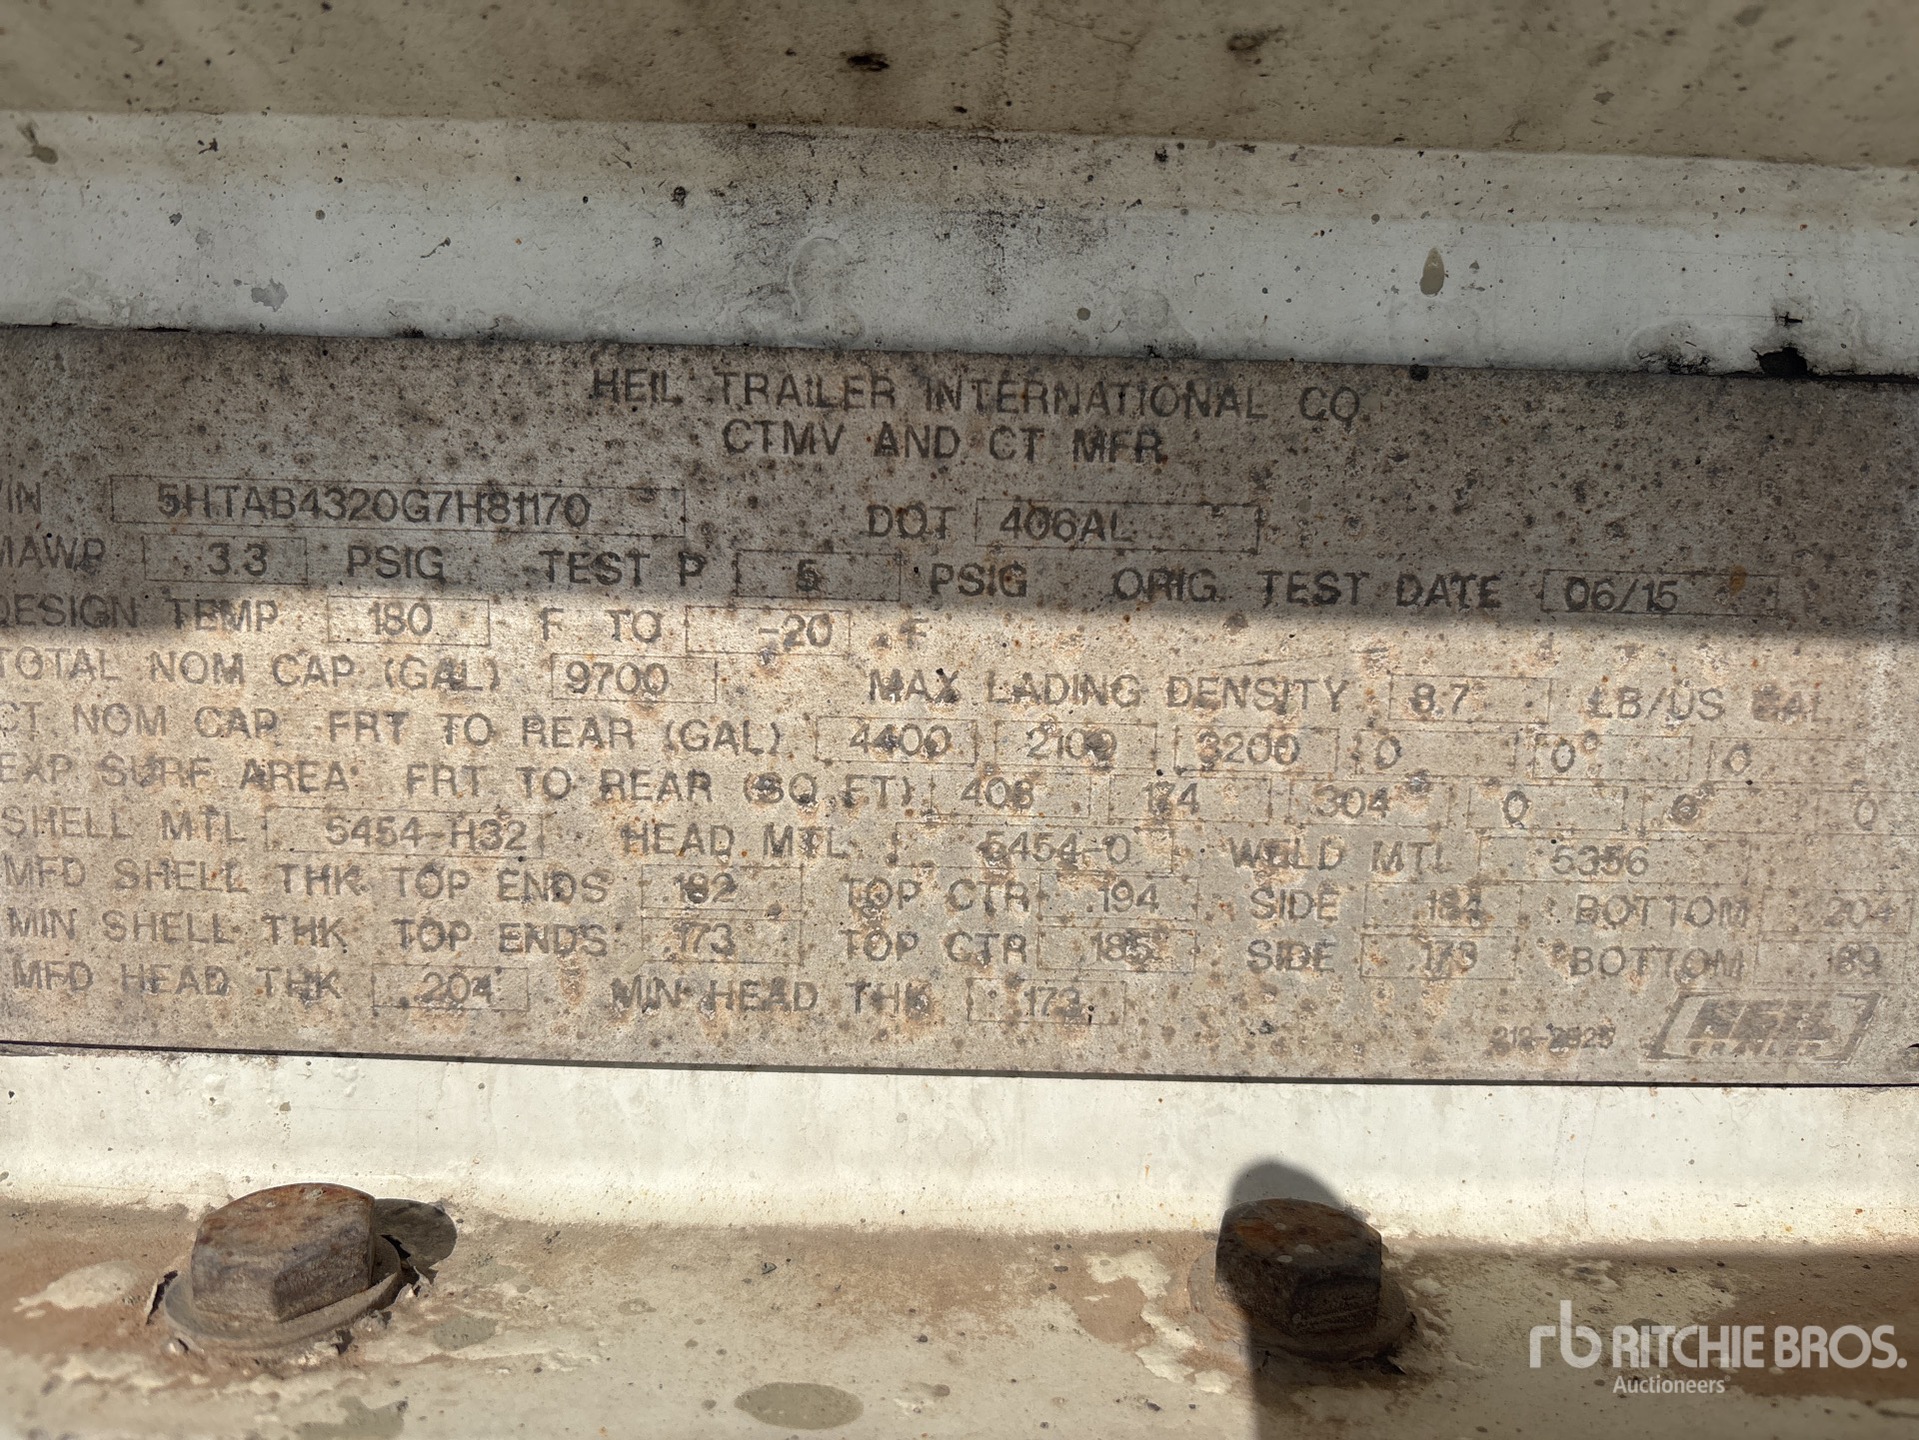 HEIL TRAILER INTERNATIONAL CO.
CTMV AND CT MFR.
VIN 5HTAB4320G7H81170 DOT 406AL
MAWP 3.3 PSIG TEST P 5 PSIG ORIG. TEST DATE 06/15
DESIGN TEMP 180 F TO -20 F
TOTAL NOM CAP (GAL) 9700 MAX LADING DENSITY 8.7 LB/US GAL
CT NOM CAP FRT TO REAR (GAL) 4400 2100 3200 0 0 0
EXP SURF AREA FRT TO REAR (SQ FT) 408 174 304 0 0 0
SHELL MTL 5454-H32 HEAD MTL 5454-0 WELD MTL 5356
MFD SHELL THK TOP ENDS .182 TOP CTR .194 SIDE .184 BOTTOM .204
MIN SHELL THK TOP ENDS .173 TOP CTR .185 SIDE .173 BOTTOM .189
MFD HEAD THK .204 MIN HEAD THK .173
HEIL
TRAILER
rb RITCHIE BROS.
Auctioneers